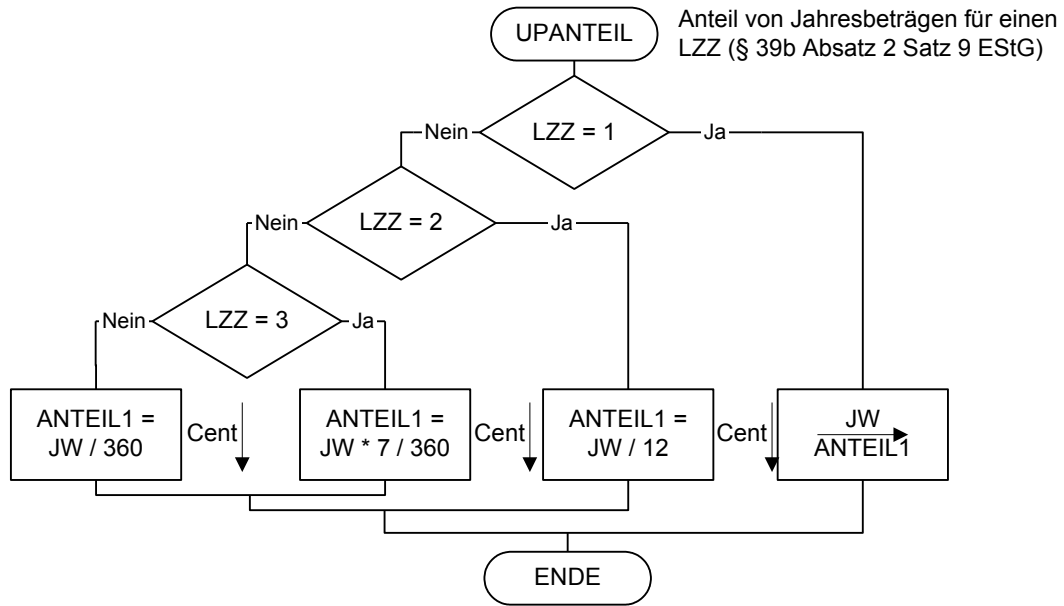 UPANTEIL
Anteil von Jahresbeträgen für einen
LZZ (§ 39b Absatz 2 Satz 9 EStG)
Nein
LZZ = 1
Ja
Nein
LZZ = 2
Ja
Nein
LZZ = 3
Ja
ANTEIL1 =
JW / 360
Cent
ANTEIL1 =
JW * 7 / 360
Cent
ANTEIL1 =
JW / 12
Cent
JW
ANTEIL1
ENDE